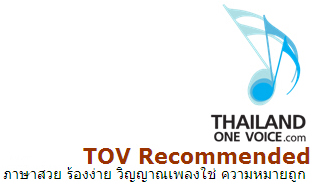 THAILAND
ONE VOICE.com
TOV Recommended
ภาษาสวย ร้องง่าย วิญญาณเพลงใช่ ความหมายถูก